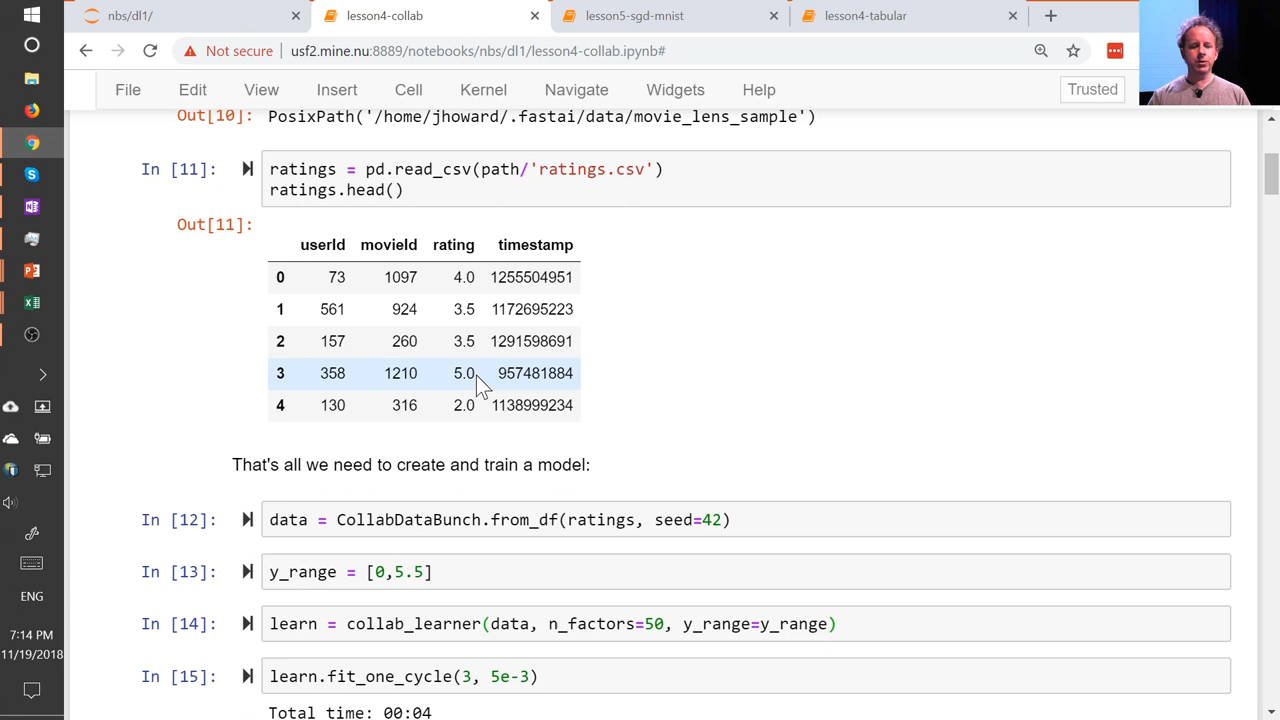 nbs/dl1/
lesson4-collab
lesson5-sgd-mnist
lesson4-tabular
Not secure
usf2.mine.nu:8889/notebooks/nbs/dl1/lesson4-collab.ipynb#
File Edit View Insert Cell Kernel Navigate Widgets Help Trusted
Out[10]: PosixPath('/home/jhoward/.fastai/data/movie_lens_sample')
In [11]: ratings = pd.read_csv(path/'ratings.csv')
ratings.head()
Out[11]:
userId movieId rating timestamp
0 73 1097 4.0 1255504951
1 561 924 3.5 1172695223
2 157 260 3.5 1291598691
3 358 1210 5.0 957481884
4 130 316 2.0 1138999234
That's all we need to create and train a model:
In [12]: data = CollabDataBunch.from_df(ratings, seed=42)
In [13]: y_range = [0,5.5]
In [14]: learn = collab_learner(data, n_factors=50, y_range=y_range)
In [15]: learn.fit_one_cycle(3, 5e-3)
Total time: 00:04
ENG
7:14 PM
11/19/2018